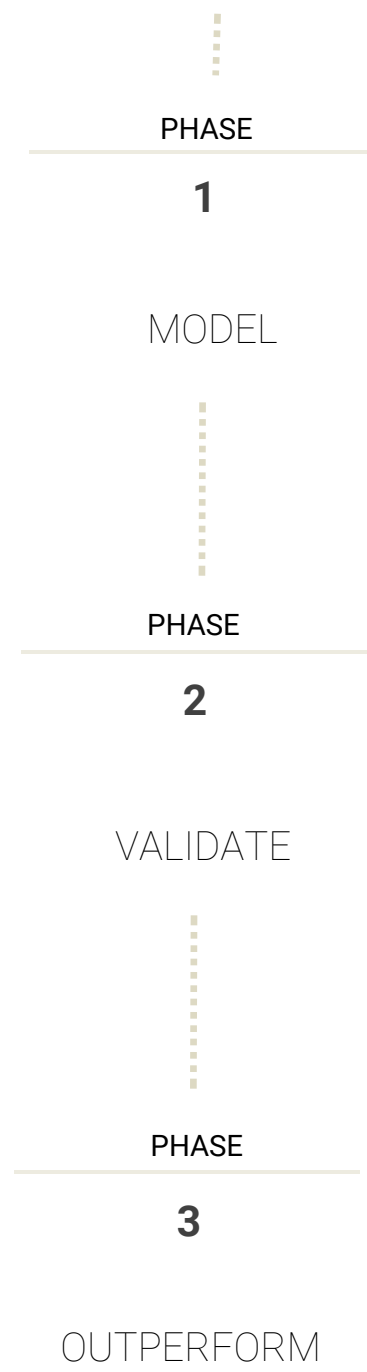 PHASE
1
MODEL
PHASE
2
VALIDATE
PHASE
3
OUTPERFORM